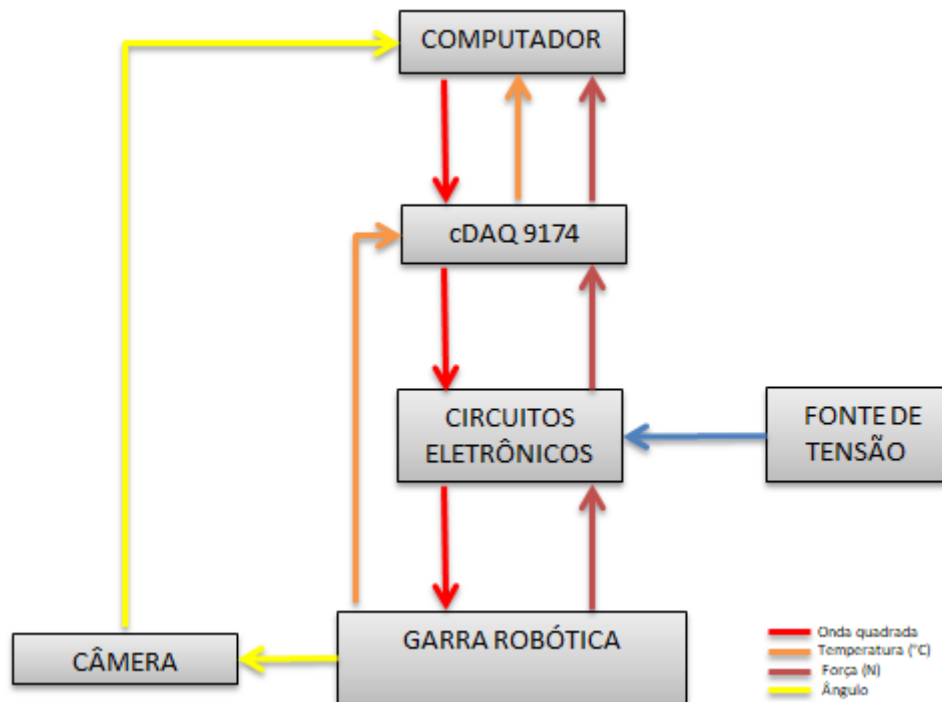 COMPUTADOR
cDAQ 9174
CIRCUITOS
ELETRÔNICOS
FONTE DE
TENSÃO
GARRA ROBÓTICA
CÂMERA
Onda quadrada
Temperatura (°C)
Força (N)
Ângulo